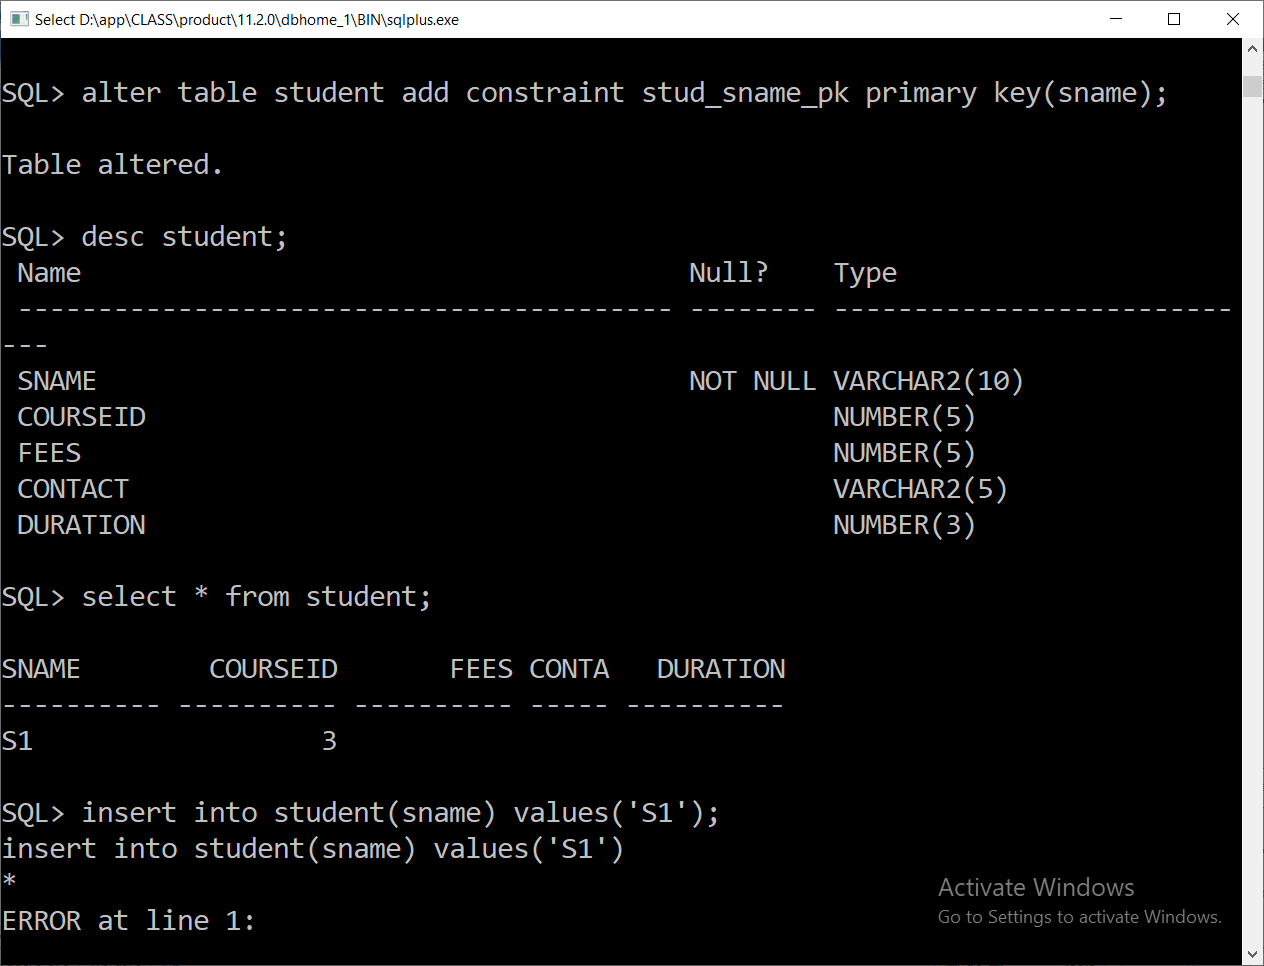 Select D:\app\CLASS\product\11.2.0\dbhome_1\BIN\sqlplus.exe
SQL> alter table student add constraint stud_sname_pk primary key(sname);
Table altered.
SQL> desc student;
Name Null? Type
----------------------------------------- -------- -------------------------
---
SNAME NOT NULL VARCHAR2(10)
COURSEID NUMBER(5)
FEES NUMBER(5)
CONTACT VARCHAR2(5)
DURATION NUMBER(3)
SQL> select * from student;
SNAME COURSEID FEES CONTA DURATION
---------- ---------- ---------- ----- ----------
S1 3
SQL> insert into student(sname) values('S1');
insert into student(sname) values('S1')
*
ERROR at line 1:
Activate Windows
Go to Settings to activate Windows.